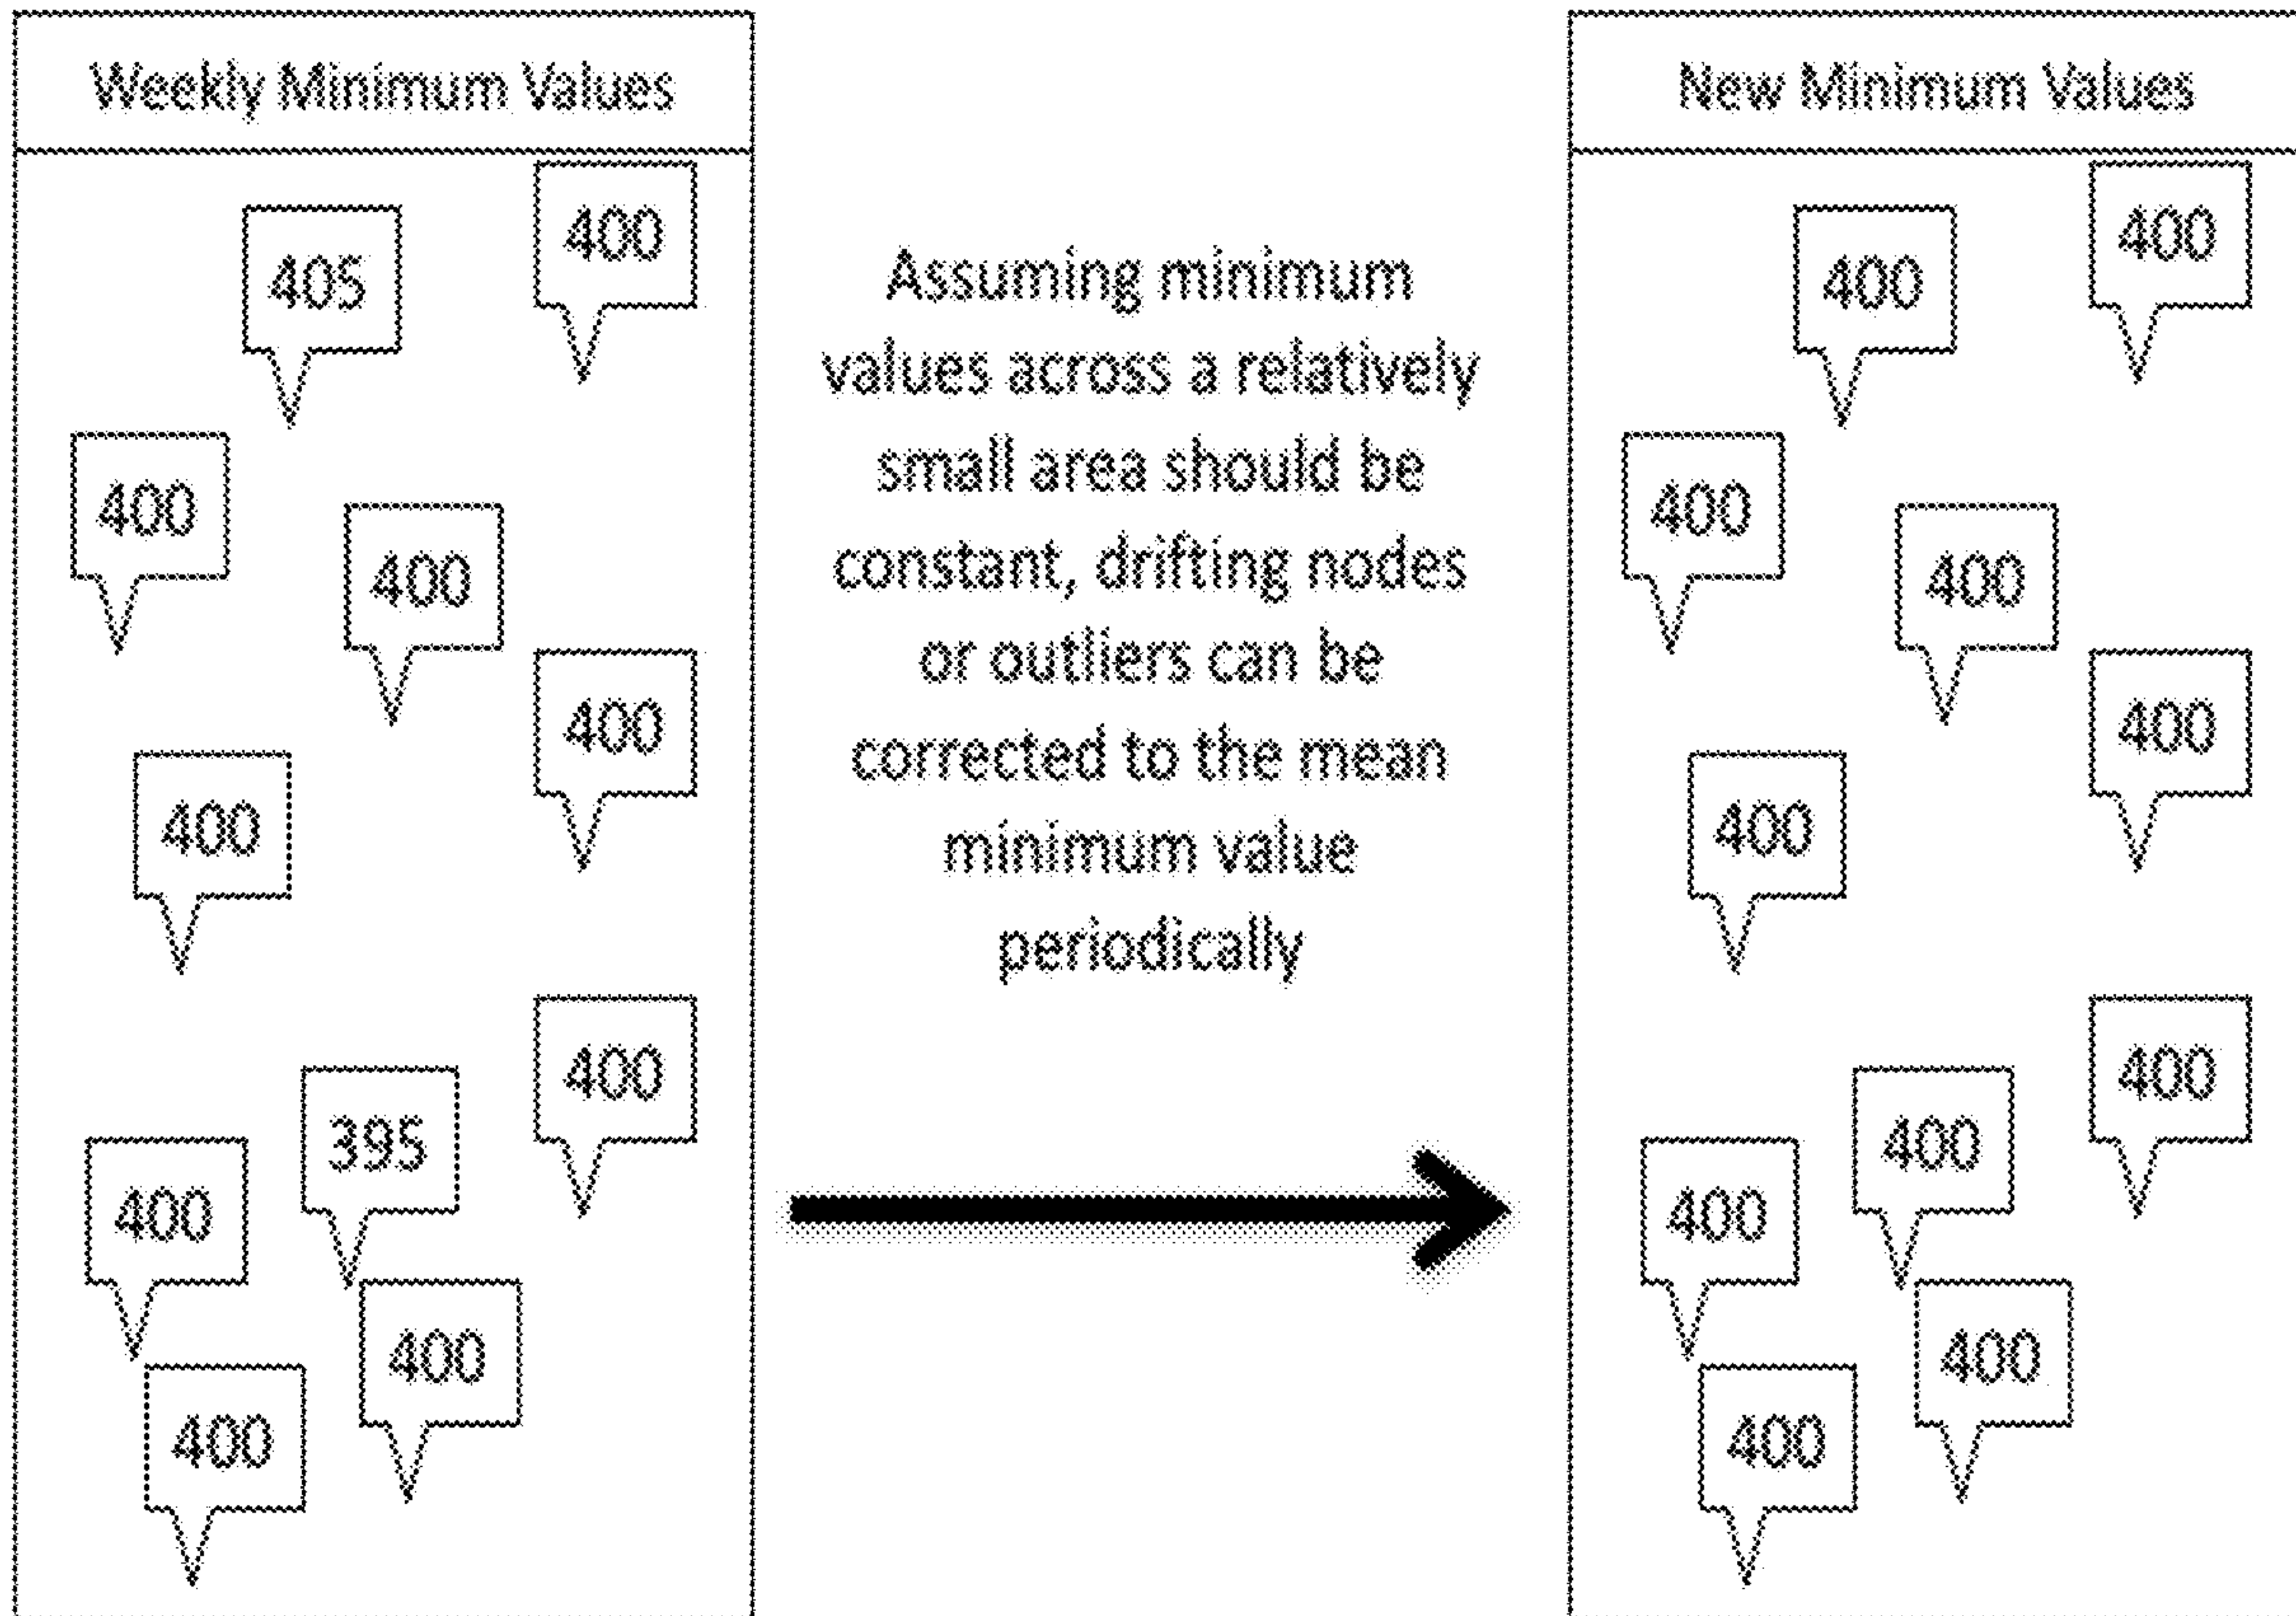 Weekly Minimum Values
405
400
400
400
400
400
400
395
400
400
400
Assuming minimum
values across a relatively
small area should be
constant, drifting nodes
or outliers can be
corrected to the mean
minimum value
periodically
New Minimum Values
400
400
400
400
400
400
400
400
400
400
400